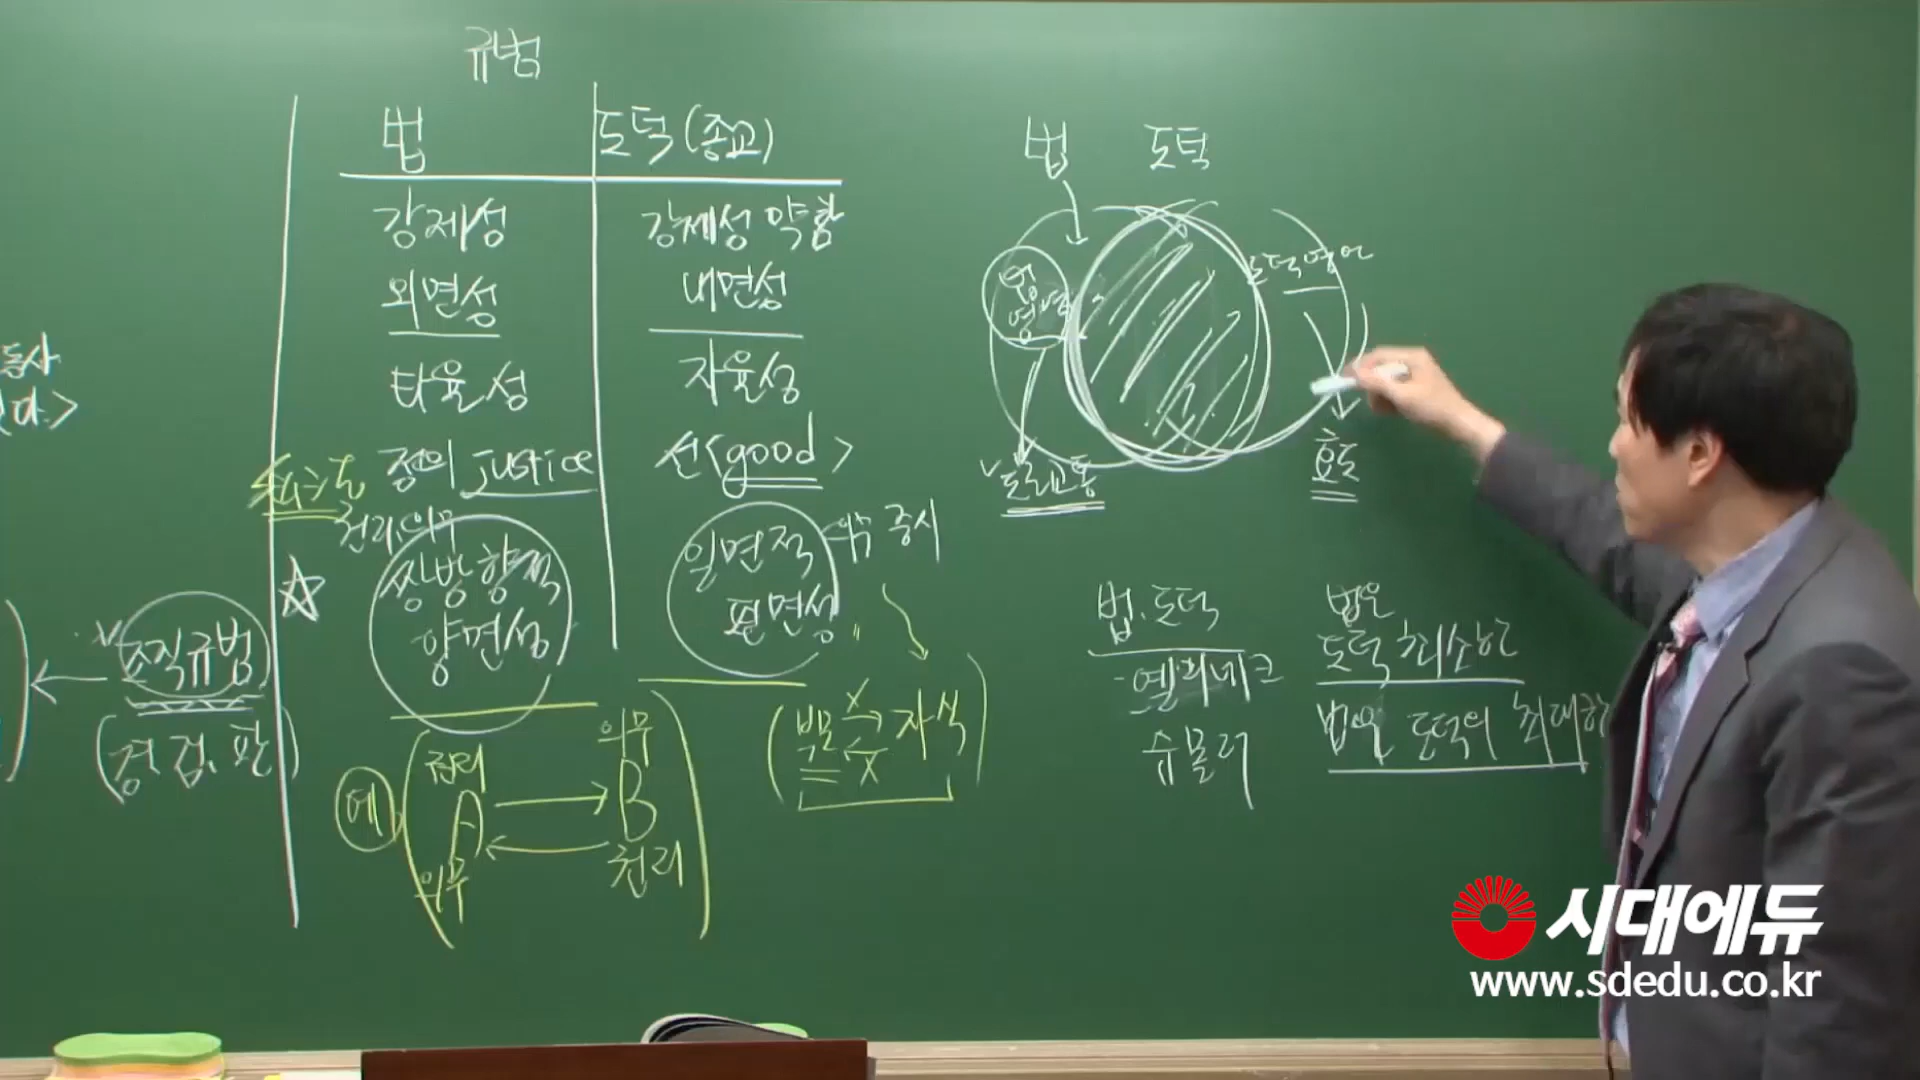 규범
법 도덕(종교)
강제성 강제성 약함
외면성 내면성
타율성 자율성
정의 justice 선<good>
권리.의무
쌍방향적
양면성
일면적
편면성
의무 중시
조직규범
(경.검.판)
예
권리 의무
A B
의무 권리
부모 X 자식
X
법 도덕
법
영역
도덕영역
도로교통
효도
법.도덕
-옐리네크
슈몰러
법은
도덕 최소한
법은 도덕의 최대한
시대에듀
www.sdedu.co.kr